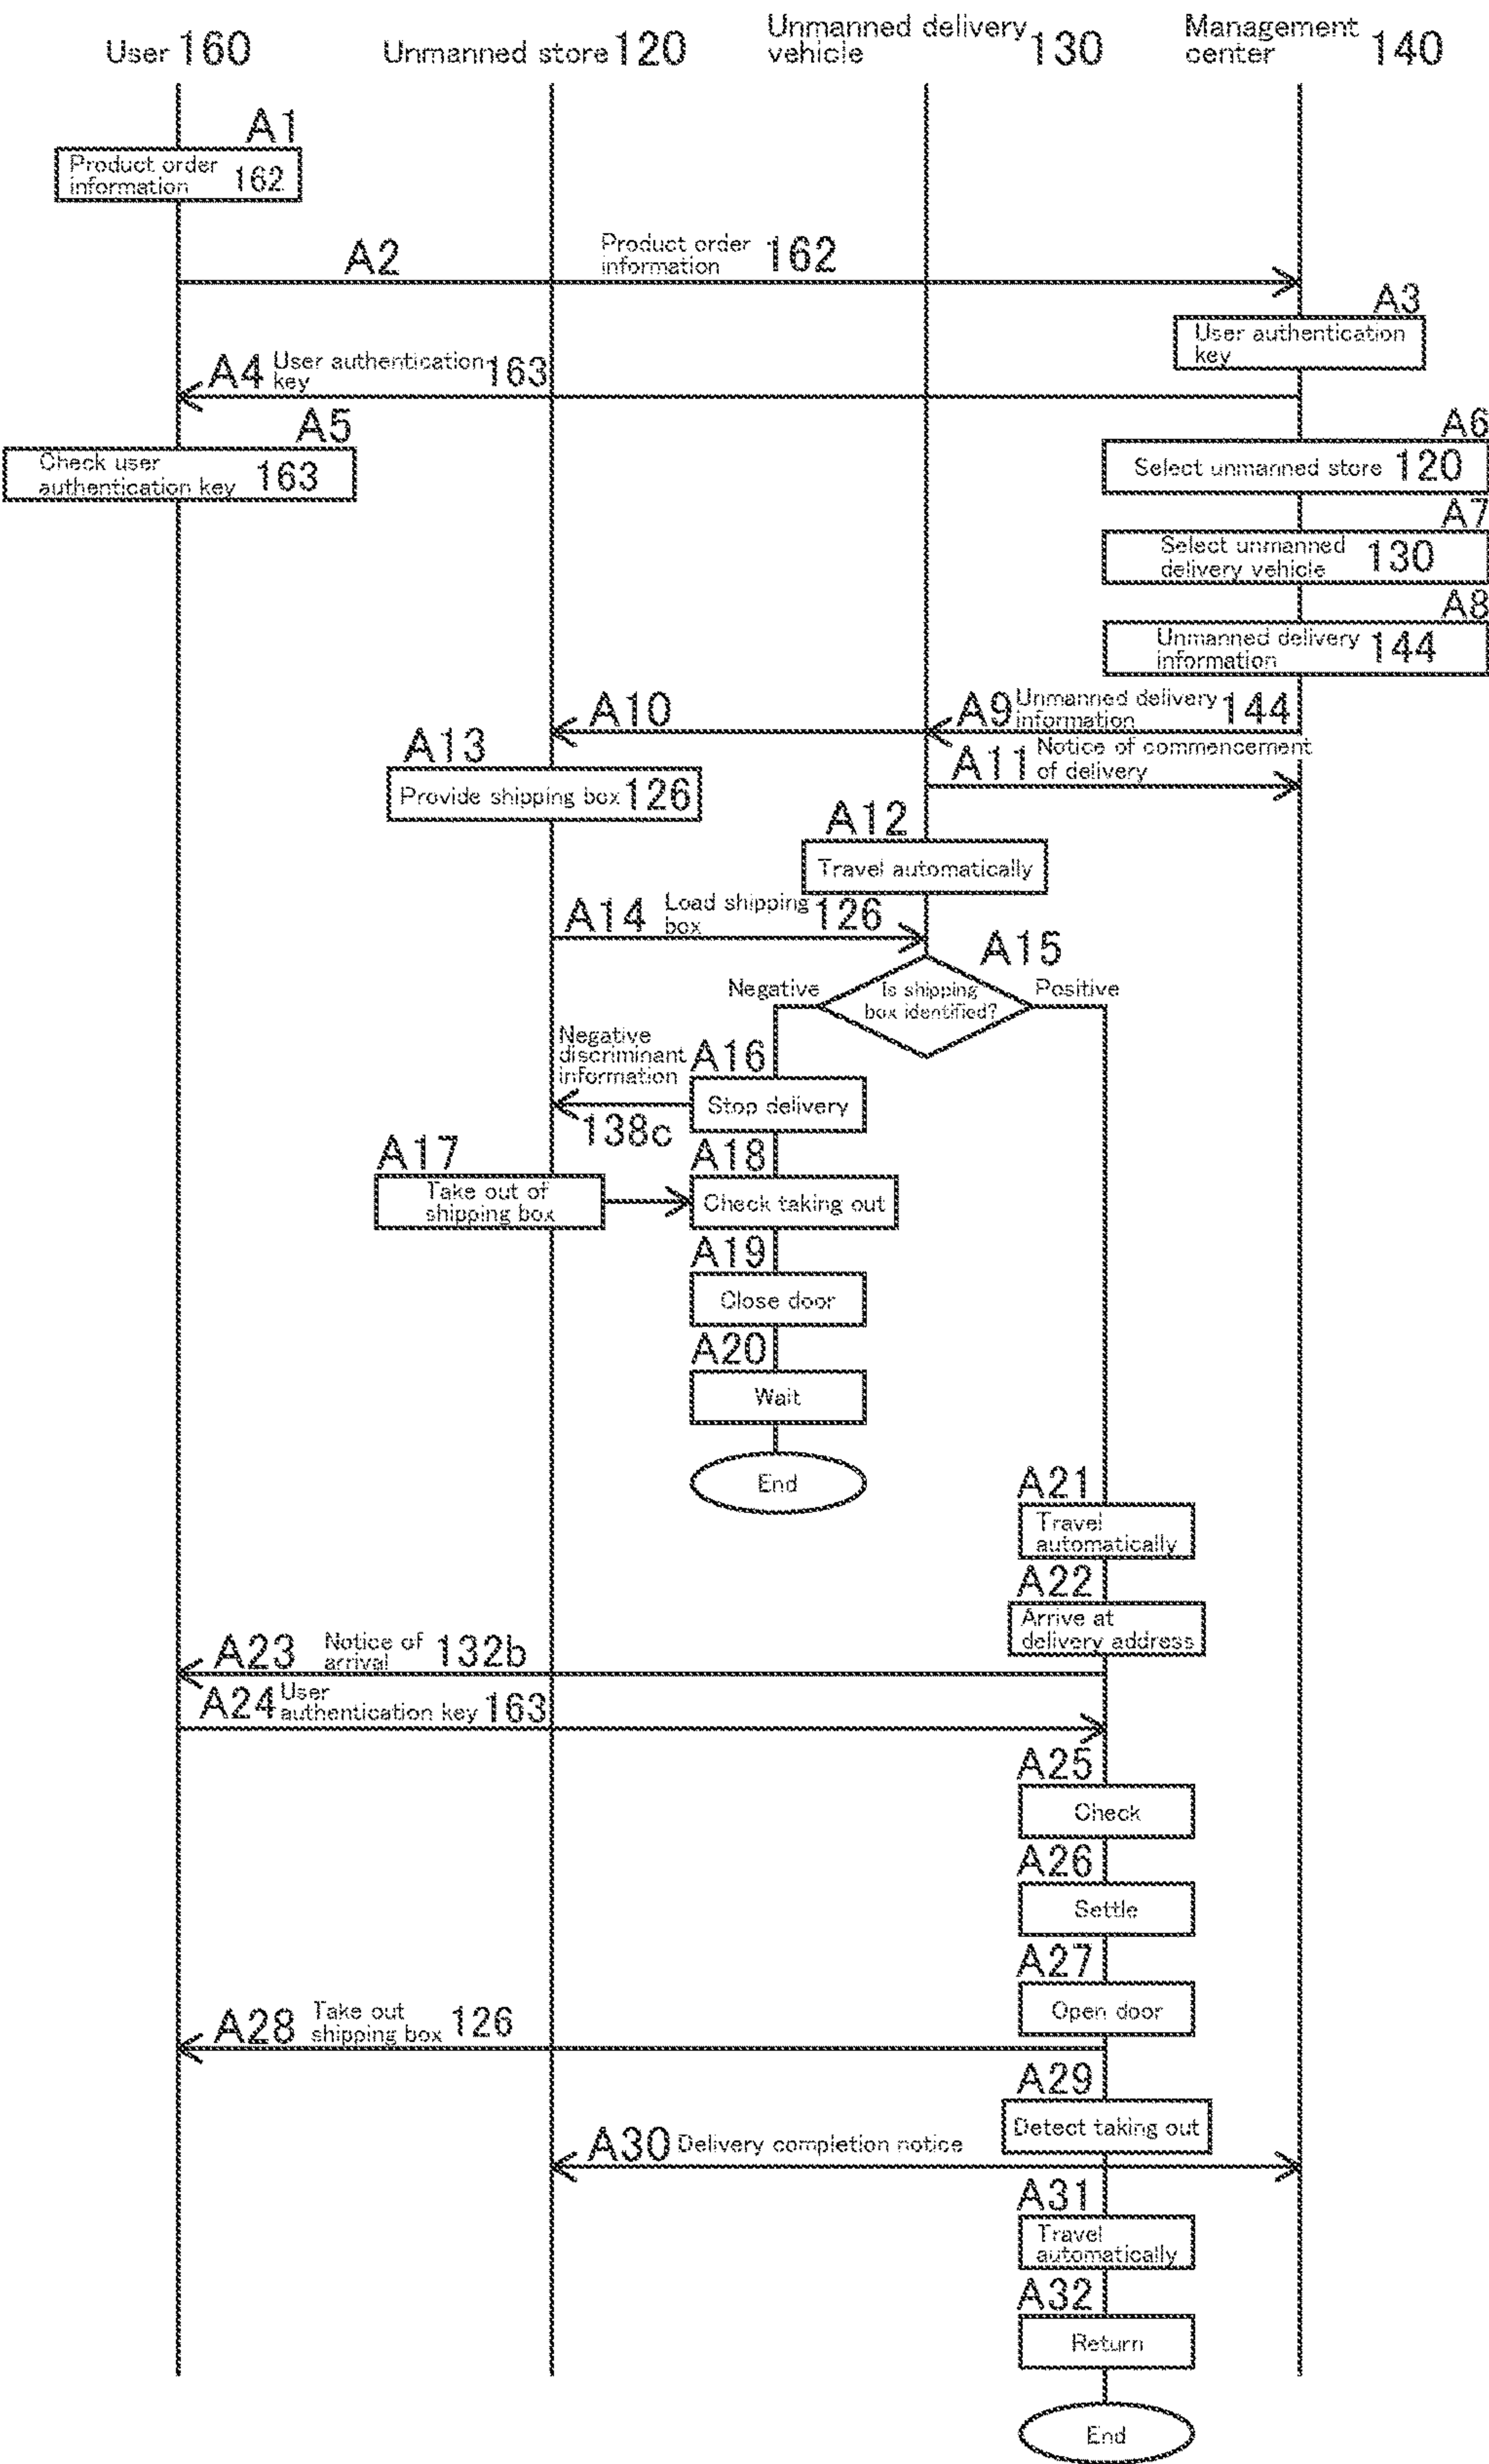 User 160
Unmanned store 120
Unmanned delivery
vehicle 130
Management
center 140
A1
Product order
information 162
A2
Product order
information 162
A3
User authentication
key
A4 User authentication
key 163
A5
Check user
authentication key 163
A6
Select unmanned store 120
A7
Select unmanned
delivery vehicle 130
A8
Unmanned delivery
information 144
A10
A9 Unmanned delivery
information 144
A11 Notice of commencement
of delivery
A13
Provide shipping box 126
A12
Travel automatically
A14 Load shipping
box 126
A15
Is shipping
box identified?
Negative
Positive
Negative
discriminant
information
138c
A16
Stop delivery
A17
Take out of
shipping box
A18
Check taking out
A19
Close door
A20
Wait
End
A21
Travel
automatically
A22
Arrive at
delivery address
A23 Notice of
arrival 132b
A24 User
authentication key 163
A25
Check
A26
Settle
A27
Open door
A28 Take out
shipping box 126
A29
Detect taking out
A30 Delivery completion notice
A31
Travel
automatically
A32
Return
End